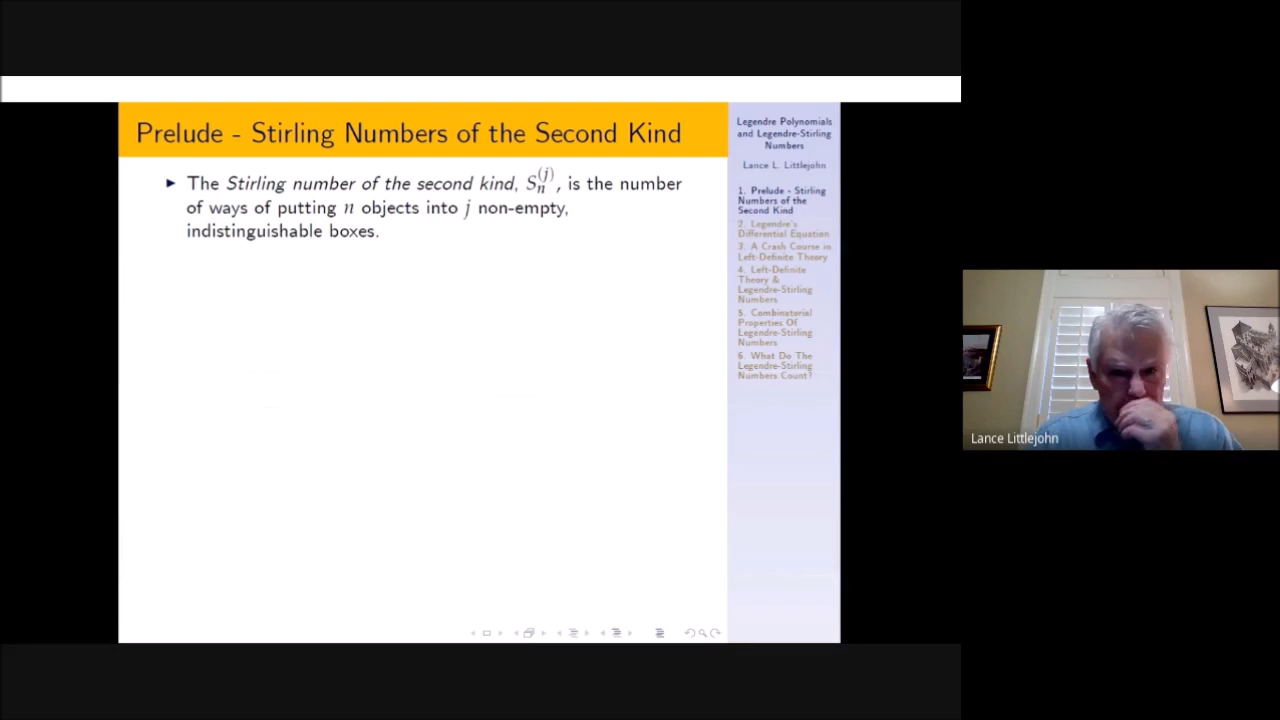 Prelude - Stirling Numbers of the Second Kind
► The Stirling number of the second kind, S_n^{(j)}, is the number
of ways of putting n objects into j non-empty,
indistinguishable boxes.
Legendre Polynomials
and Legendre-Stirling
Numbers
Lance L. Littlejohn
1. Prelude - Stirling
Numbers of the
Second Kind
2. Legendre's
Differential Equation
3. A Crash Course in
Left-Definite Theory
4. Left-Definite
Theory &
Legendre-Stirling
Numbers
5. Combinatorial
Properties Of
Legendre-Stirling
Numbers
6. What Do The
Legendre-Stirling
Numbers Count?
Lance Littlejohn